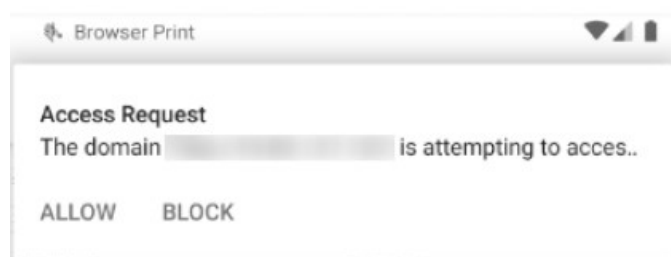 Browser Print
Access Request
The domain is attempting to acces..
ALLOW BLOCK